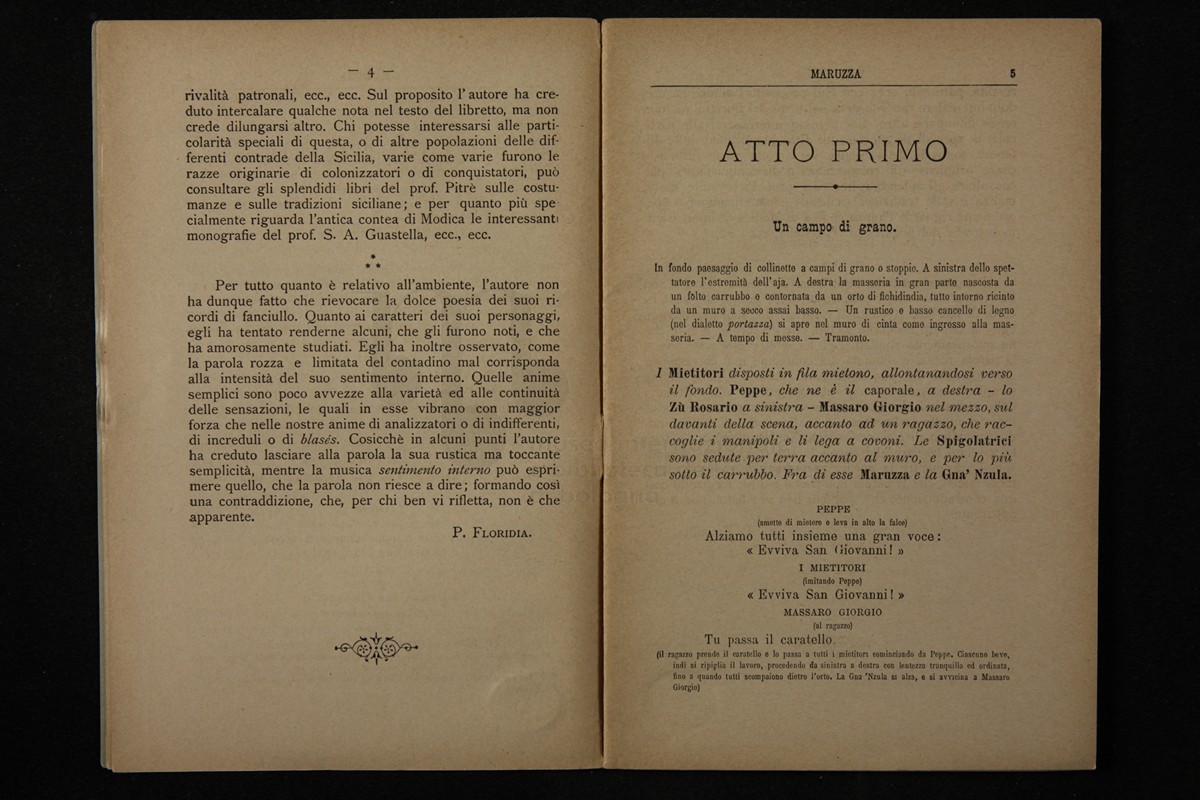 — 4 —
rivalità patronali, ecc., ecc. Sul proposito l'autore ha cre-
duto intercalare qualche nota nel testo del libretto, ma non
crede dilungarsi altro. Chi potesse interessarsi alle parti-
colarità speciali di questa, o di altre popolazioni delle dif-
ferenti contrade della Sicilia, varie come varie furono le
razze originarie di colonizzatori o di conquistatori, può
consultare gli splendidi libri del prof. Pitrè sulle costu-
manze e sulle tradizioni siciliane; e per quanto più spe
cialmente riguarda l'antica contea di Modica le interessanti
monografie del prof. S. A. Guastella, ecc., ecc.
* * *
Per tutto quanto è relativo all'ambiente, l'autore non
ha dunque fatto che rievocare la dolce poesia dei suoi ri-
cordi di fanciullo. Quanto ai caratteri dei suoi personaggi,
egli ha tentato renderne alcuni, che gli furono noti, e che
ha amorosamente studiati. Egli ha inoltre osservato, come
la parola rozza e limitata del contadino mal corrisponda
alla intensità del suo sentimento interno. Quelle anime
semplici sono poco avvezze alla varietà ed alle continuità
delle sensazioni, le quali in esse vibrano con maggior
forza che nelle nostre anime di analizzatori o di indifferenti,
di increduli o di blasés. Cosicchè in alcuni punti l'autore
ha creduto lasciare alla parola la sua rustica ma toccante
semplicità, mentre la musica sentimento interno può espri-
mere quello, che la parola non riesce a dire; formando così
una contraddizione, che, per chi ben vi rifletta, non è che
apparente.
P. Floridia.
MARUZZA 5
ATTO PRIMO
Un campo di grano.
In fondo paesaggio di collinette a campi di grano o stoppie. A sinistra dello spet-
tatore l'estremità dell'aja. A destra la masseria in gran parte nascosta da
un folto carrubbo e contornata da un orto di fichidindia, tutto intorno ricinto
da un muro a secco assai basso. — Un rustico e basso cancello di legno
(nel dialetto portazza) si apre nel muro di cinta come ingresso alla mas-
seria. — A tempo di messe. — Tramonto.
I Mietitori disposti in fila mietono, allontanandosi verso
il fondo. Peppe, che ne è il caporale, a destra - lo
Zù Rosario a sinistra - Massaro Giorgio nel mezzo, sul
davanti della scena, accanto ad un ragazzo, che rac-
coglie i manipoli e li lega a covoni. Le Spigolatrici
sono sedute per terra accanto al muro, e per lo più
sotto il carrubbo. Fra di esse Maruzza e la Gna' Nzula.
PEPPE
(smette di mietere e leva in alto la falce)
Alziamo tutti insieme una gran voce:
« Evviva San Giovanni! »
I MIETITORI
(imitando Peppe)
« Evviva San Giovanni! »
MASSARO GIORGIO
(al ragazzo)
Tu passa il caratello.
(il ragazzo prende il caratello e lo passa a tutti i mietitori cominciando da Peppe. Ciascuno beve,
indi si ripiglia il lavoro, procedendo da sinistra a destra con lentezza tranquilla ed ordinata,
fino a quando tutti scompaiono dietro l'orto. La Gna 'Nzula si alza, e si avvicina a Massaro
Giorgio)